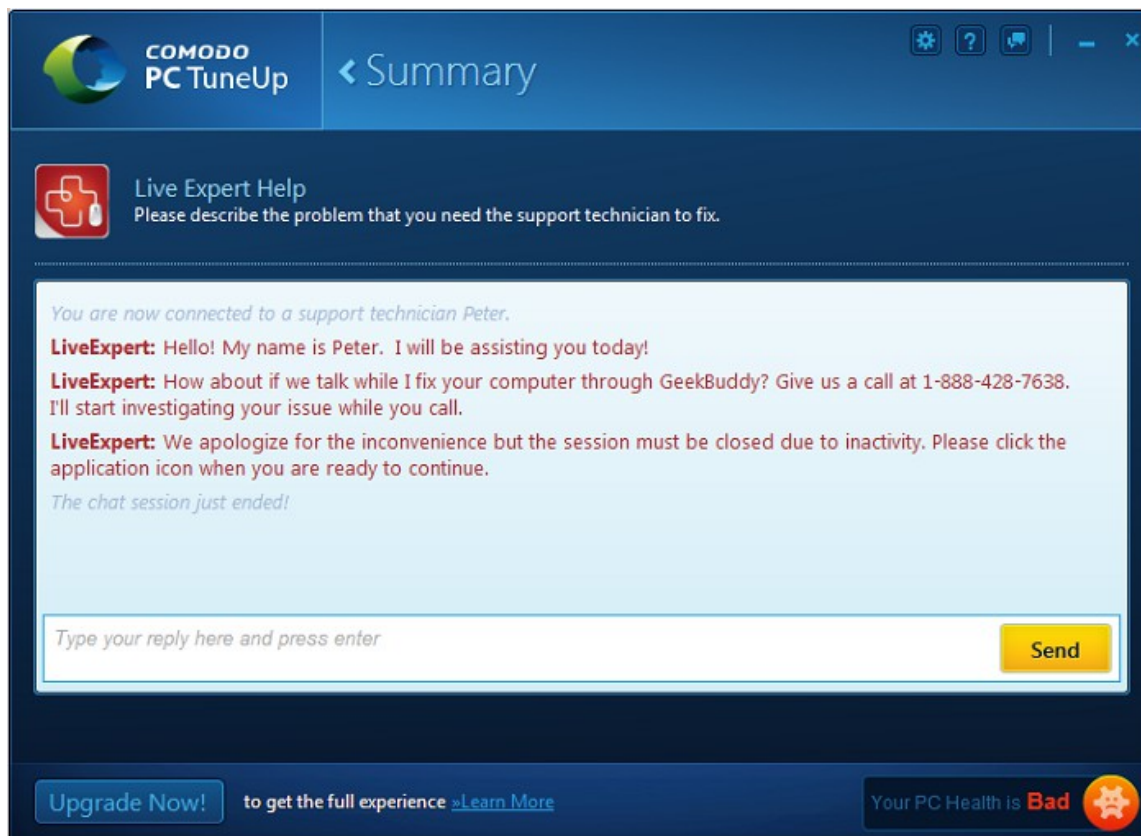 COMODO
PC TuneUp
Summary
Live Expert Help
Please describe the problem that you need the support technician to fix.
You are now connected to a support technician Peter.
LiveExpert: Hello! My name is Peter. I will be assisting you today!
LiveExpert: How about if we talk while I fix your computer through GeekBuddy? Give us a call at 1-888-428-7638.
I'll start investigating your issue while you call.
LiveExpert: We apologize for the inconvenience but the session must be closed due to inactivity. Please click the
application icon when you are ready to continue.
The chat session just ended!
Type your reply here and press enter
Send
Upgrade Now! to get the full experience »Learn More
Your PC Health is Bad